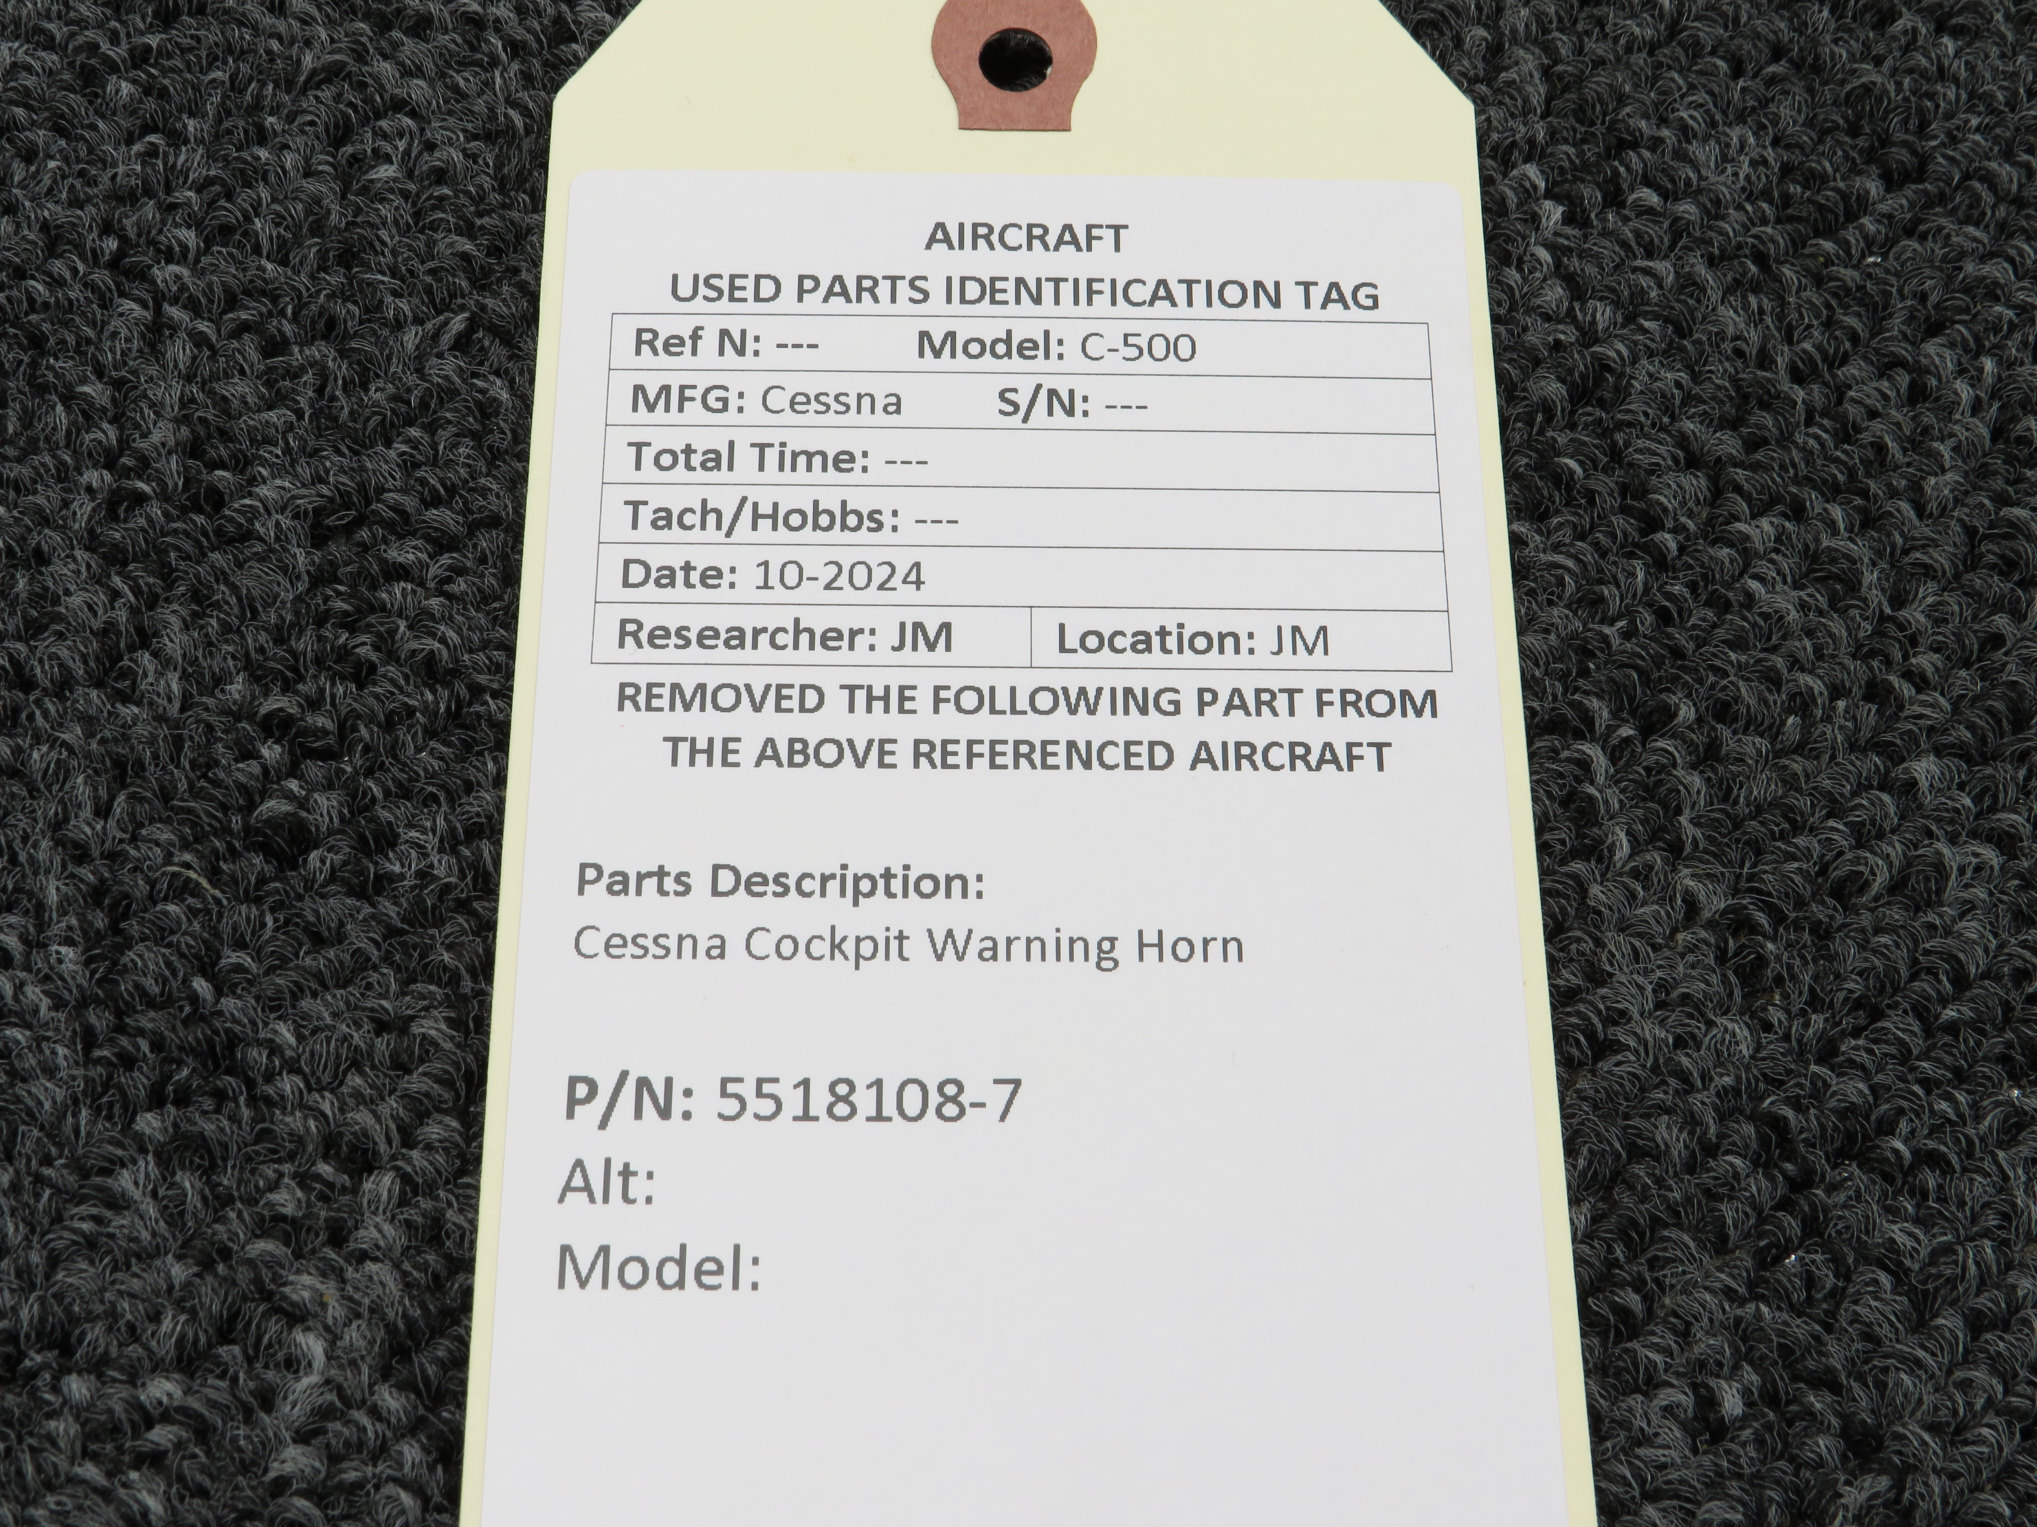 AIRCRAFT
USED PARTS IDENTIFICATION TAG
Ref N: --- Model: C-500
MFG: Cessna S/N: ---
Total Time: ---
Tach/Hobbs: ---
Date: 10-2024
Researcher: JM Location: JM
REMOVED THE FOLLOWING PART FROM
THE ABOVE REFERENCED AIRCRAFT
Parts Description:
Cessna Cockpit Warning Horn
P/N: 5518108-7
Alt:
Model: